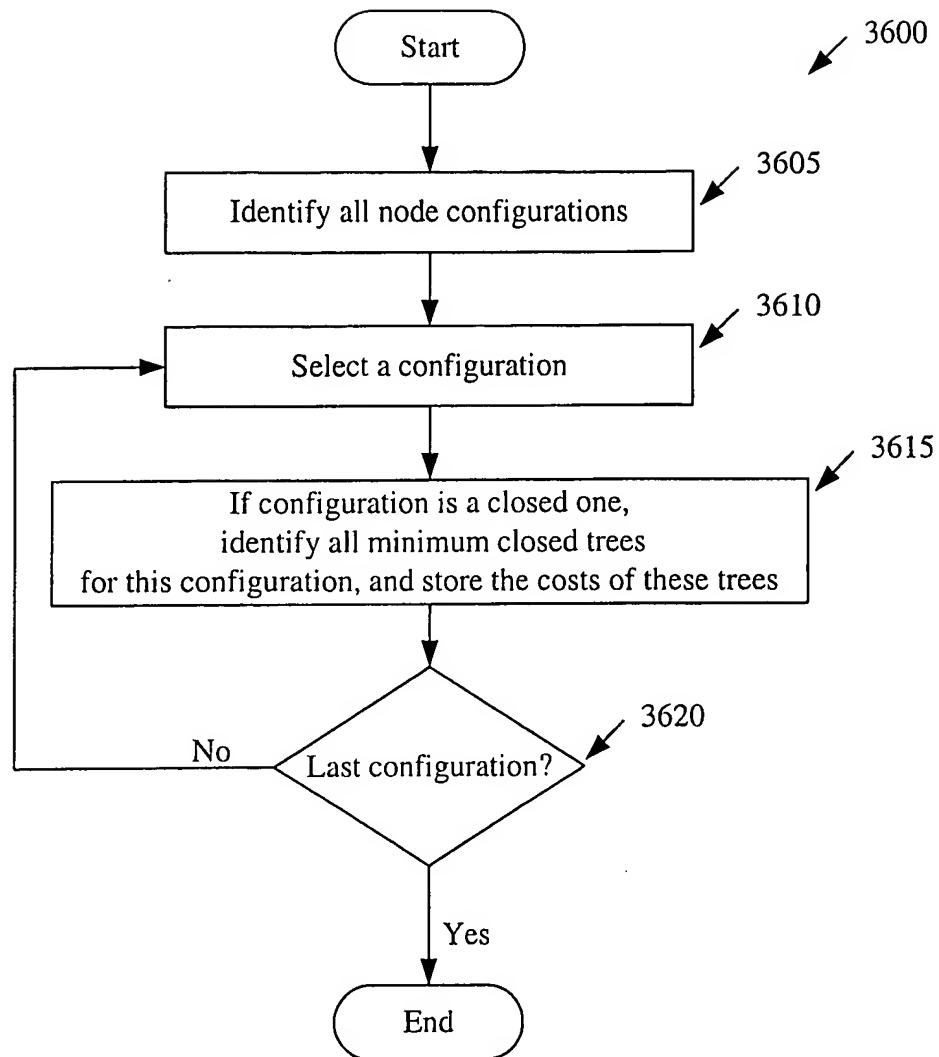 Start
3600
3605
Identify all node configurations
3610
Select a configuration
3615
If configuration is a closed one,
identify all minimum closed trees
for this configuration, and store the costs of these trees
3620
No
Last configuration?
Yes
End